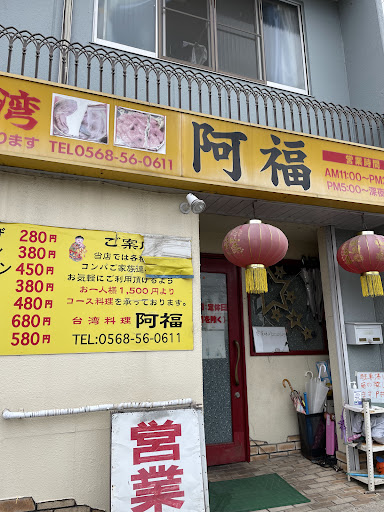 湾
ります TEL0568-56-0611
阿福
営業時間
AM11:00〜PM
PM5:00〜深夜
280円
380円
450円
380円
480円
680円
580円
ご案
当店では各
コンパご家族連
お気軽にご利用頂けるよう
お一人様1,500円より
コース料理を承っております。
台湾料理 阿福
TEL:0568-56-0611
定休日
営業